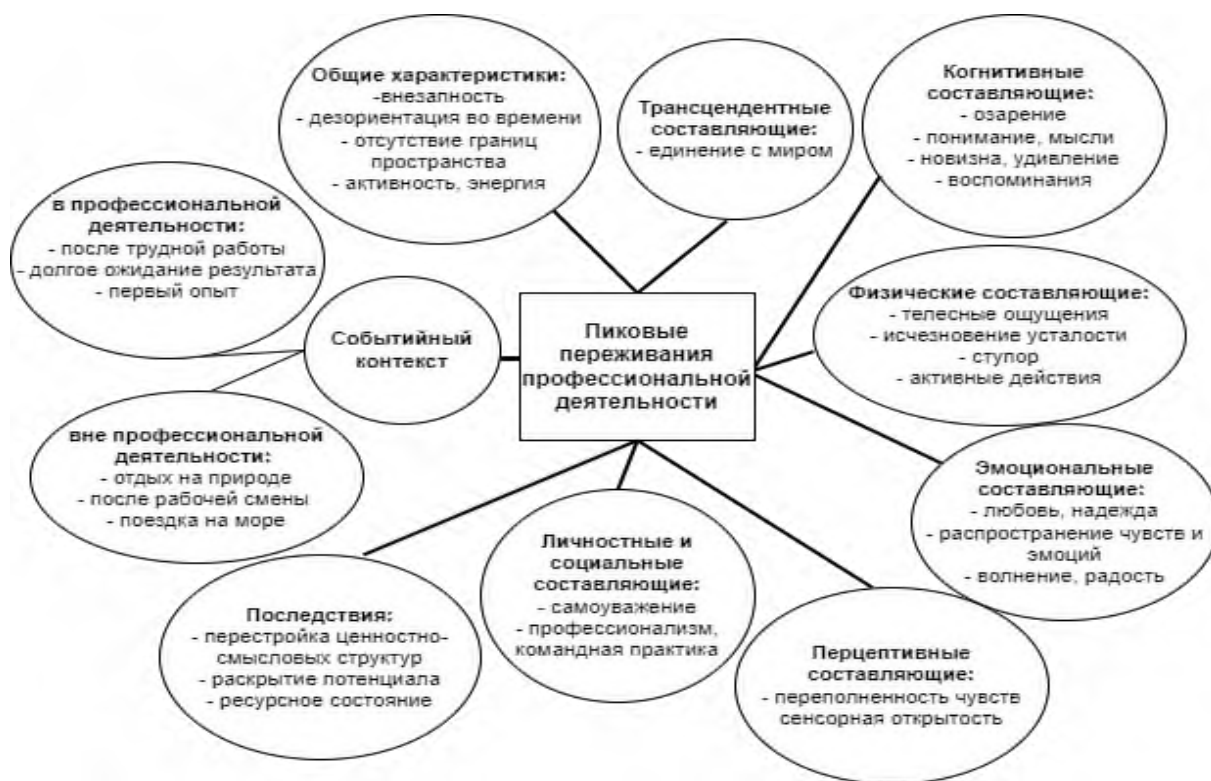 Общие характеристики:
-внезапность
- дезориентация во времени
- отсутствие границ
пространства
- активность, энергия
Трансцендентные
составляющие:
- единение с миром
Когнитивные
составляющие:
- озарение
- понимание, мысли
- новизна, удивление
- воспоминания
в профессиональной
деятельности:
- после трудной работы
- долгое ожидание результата
- первый опыт
Событийный
контекст
Пиковые
переживания
профессиональной
деятельности
Физические составляющие:
- телесные ощущения
- исчезновение усталости
- ступор
- активные действия
вне профессиональной
деятельности:
- отдых на природе
- после рабочей смены
- поездка на море
Эмоциональные
составляющие:
- любовь, надежда
- распространение чувств и
эмоций
- волнение, радость
Последствия:
- перестройка ценностно-
смысловых структур
- раскрытие потенциала
- ресурсное состояние
Личностные и
социальные
составляющие:
- самоуважение
- профессионализм,
командная практика
Перцептивные
составляющие:
- переполненность чувств
сенсорная открытость